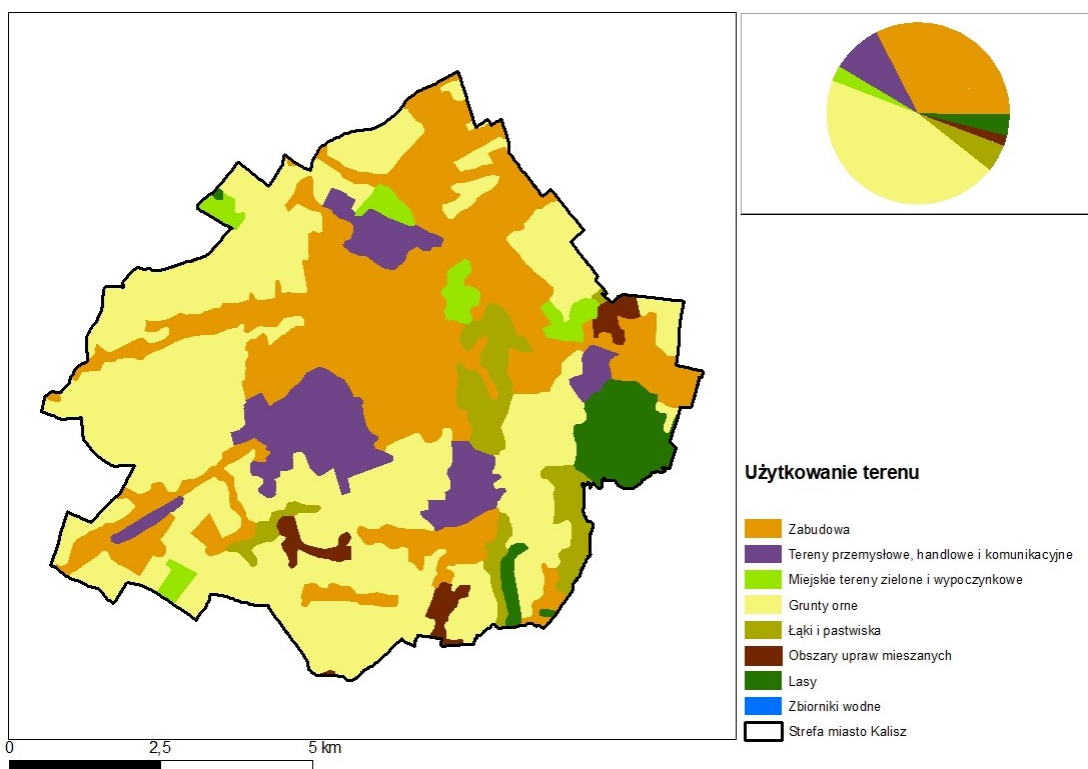 Użytkowanie terenu
Zabudowa
Tereny przemysłowe, handlowe i komunikacyjne
Miejskie tereny zielone i wypoczynkowe
Grunty orne
Łąki i pastwiska
Obszary upraw mieszanych
Lasy
Zbiorniki wodne
Strefa miasto Kalisz
0 2,5 5 km